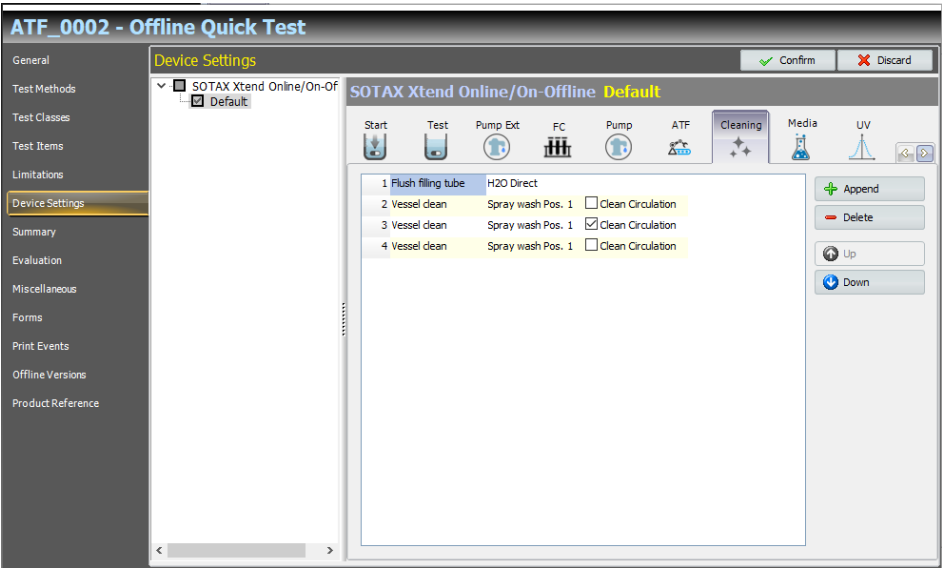 ATF_0002 - Offline Quick Test
General
Test Methods
Test Classes
Test Items
Limitations
Device Settings
Summary
Evaluation
Miscellaneous
Forms
Print Events
Offline Versions
Product Reference
Device Settings
Confirm
Discard
SOTAX Xtend Online/On-Of
Default
SOTAX Xtend Online/On-Offline Default
Start Test Pump Ext FC Pump ATF Cleaning Media UV
1 Flush filling tube H2O Direct
2 Vessel clean Spray wash Pos. 1 Clean Circulation
3 Vessel clean Spray wash Pos. 1 Clean Circulation
4 Vessel clean Spray wash Pos. 1 Clean Circulation
Append
Delete
Up
Down